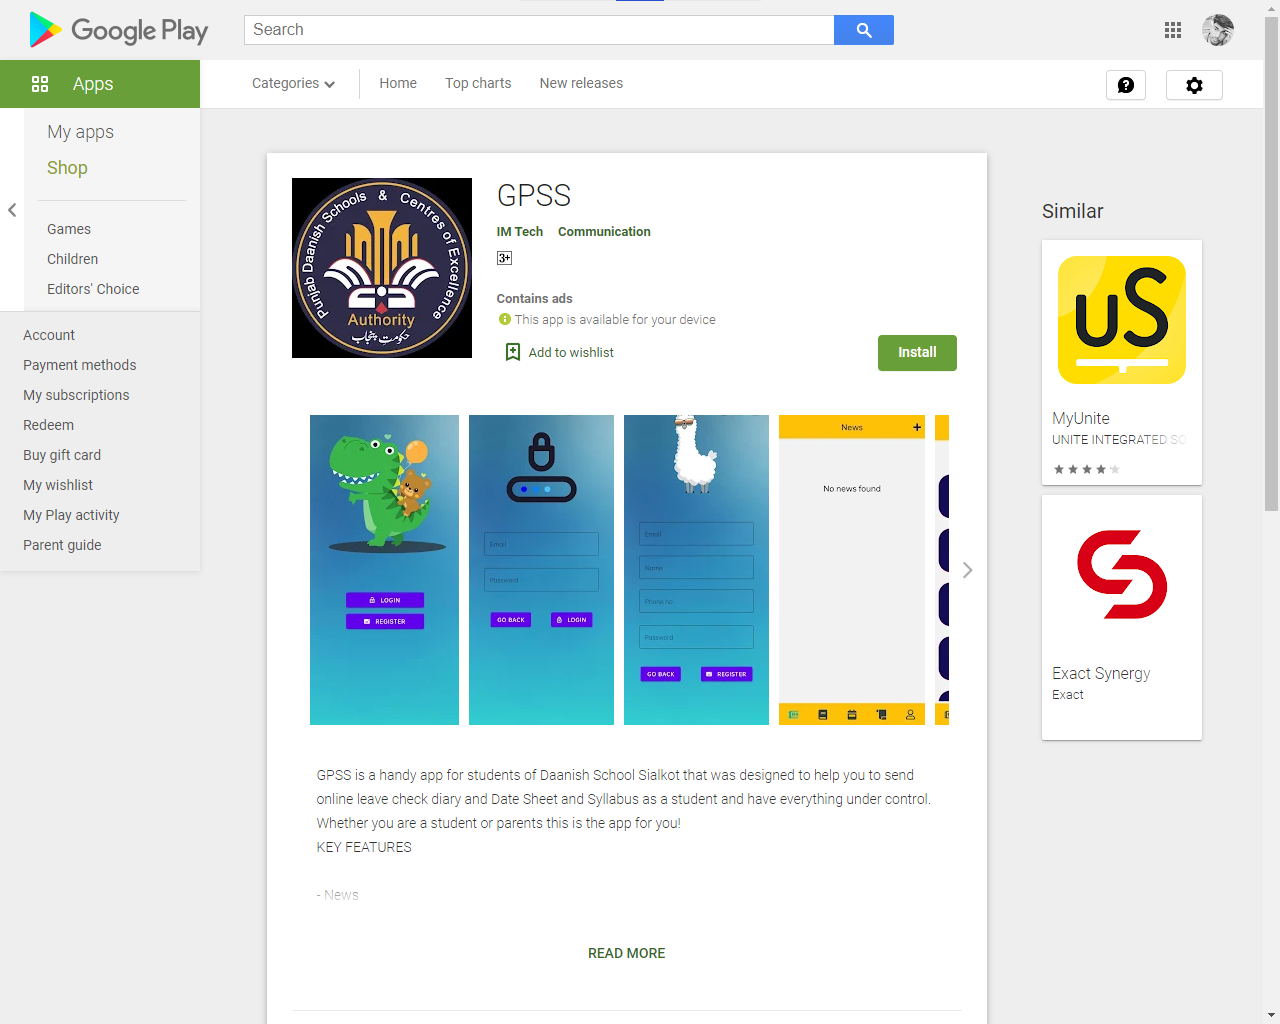 Google Play
Search
Apps
Categories
Home
Top charts
New releases
My apps
Shop
Games
Children
Editors' Choice
Account
Payment methods
My subscriptions
Redeem
Buy gift card
My wishlist
My Play activity
Parent guide
Punjab Daanish Schools & Centres of Excellence
Authority
حکومتِ پنجاب
GPSS
IM Tech Communication
3+
Contains ads
This app is available for your device
Add to wishlist
Install
LOGIN
REGISTER
Email
Password
GO BACK
LOGIN
Email
Name
Phone no
Password
GO BACK
REGISTER
News
No news found
GPSS is a handy app for students of Daanish School Sialkot that was designed to help you to send
online leave check diary and Date Sheet and Syllabus as a student and have everything under control.
Whether you are a student or parents this is the app for you!
KEY FEATURES
- News
READ MORE
Similar
uS
MyUnite
UNITE INTEGRATED SO
Exact Synergy
Exact